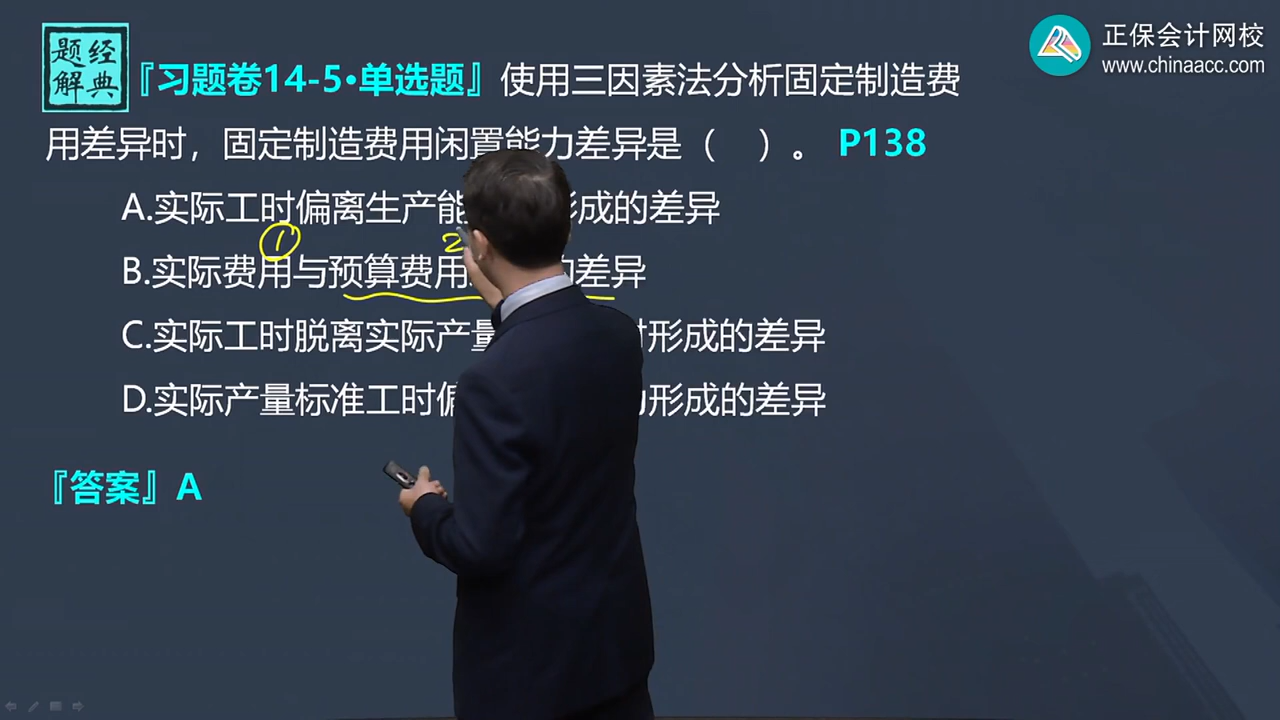 经典题解
正保会计网校
www.chinaacc.com
『习题卷14-5·单选题』使用三因素法分析固定制造费
用差异时，固定制造费用闲置能力差异是（ ）。 P138
A.实际工时偏离生产能 形成的差异
① 2
B.实际费用与预算费用 的差异
C.实际工时脱离实际产量 时形成的差异
D.实际产量标准工时偏 形成的差异
『答案』A